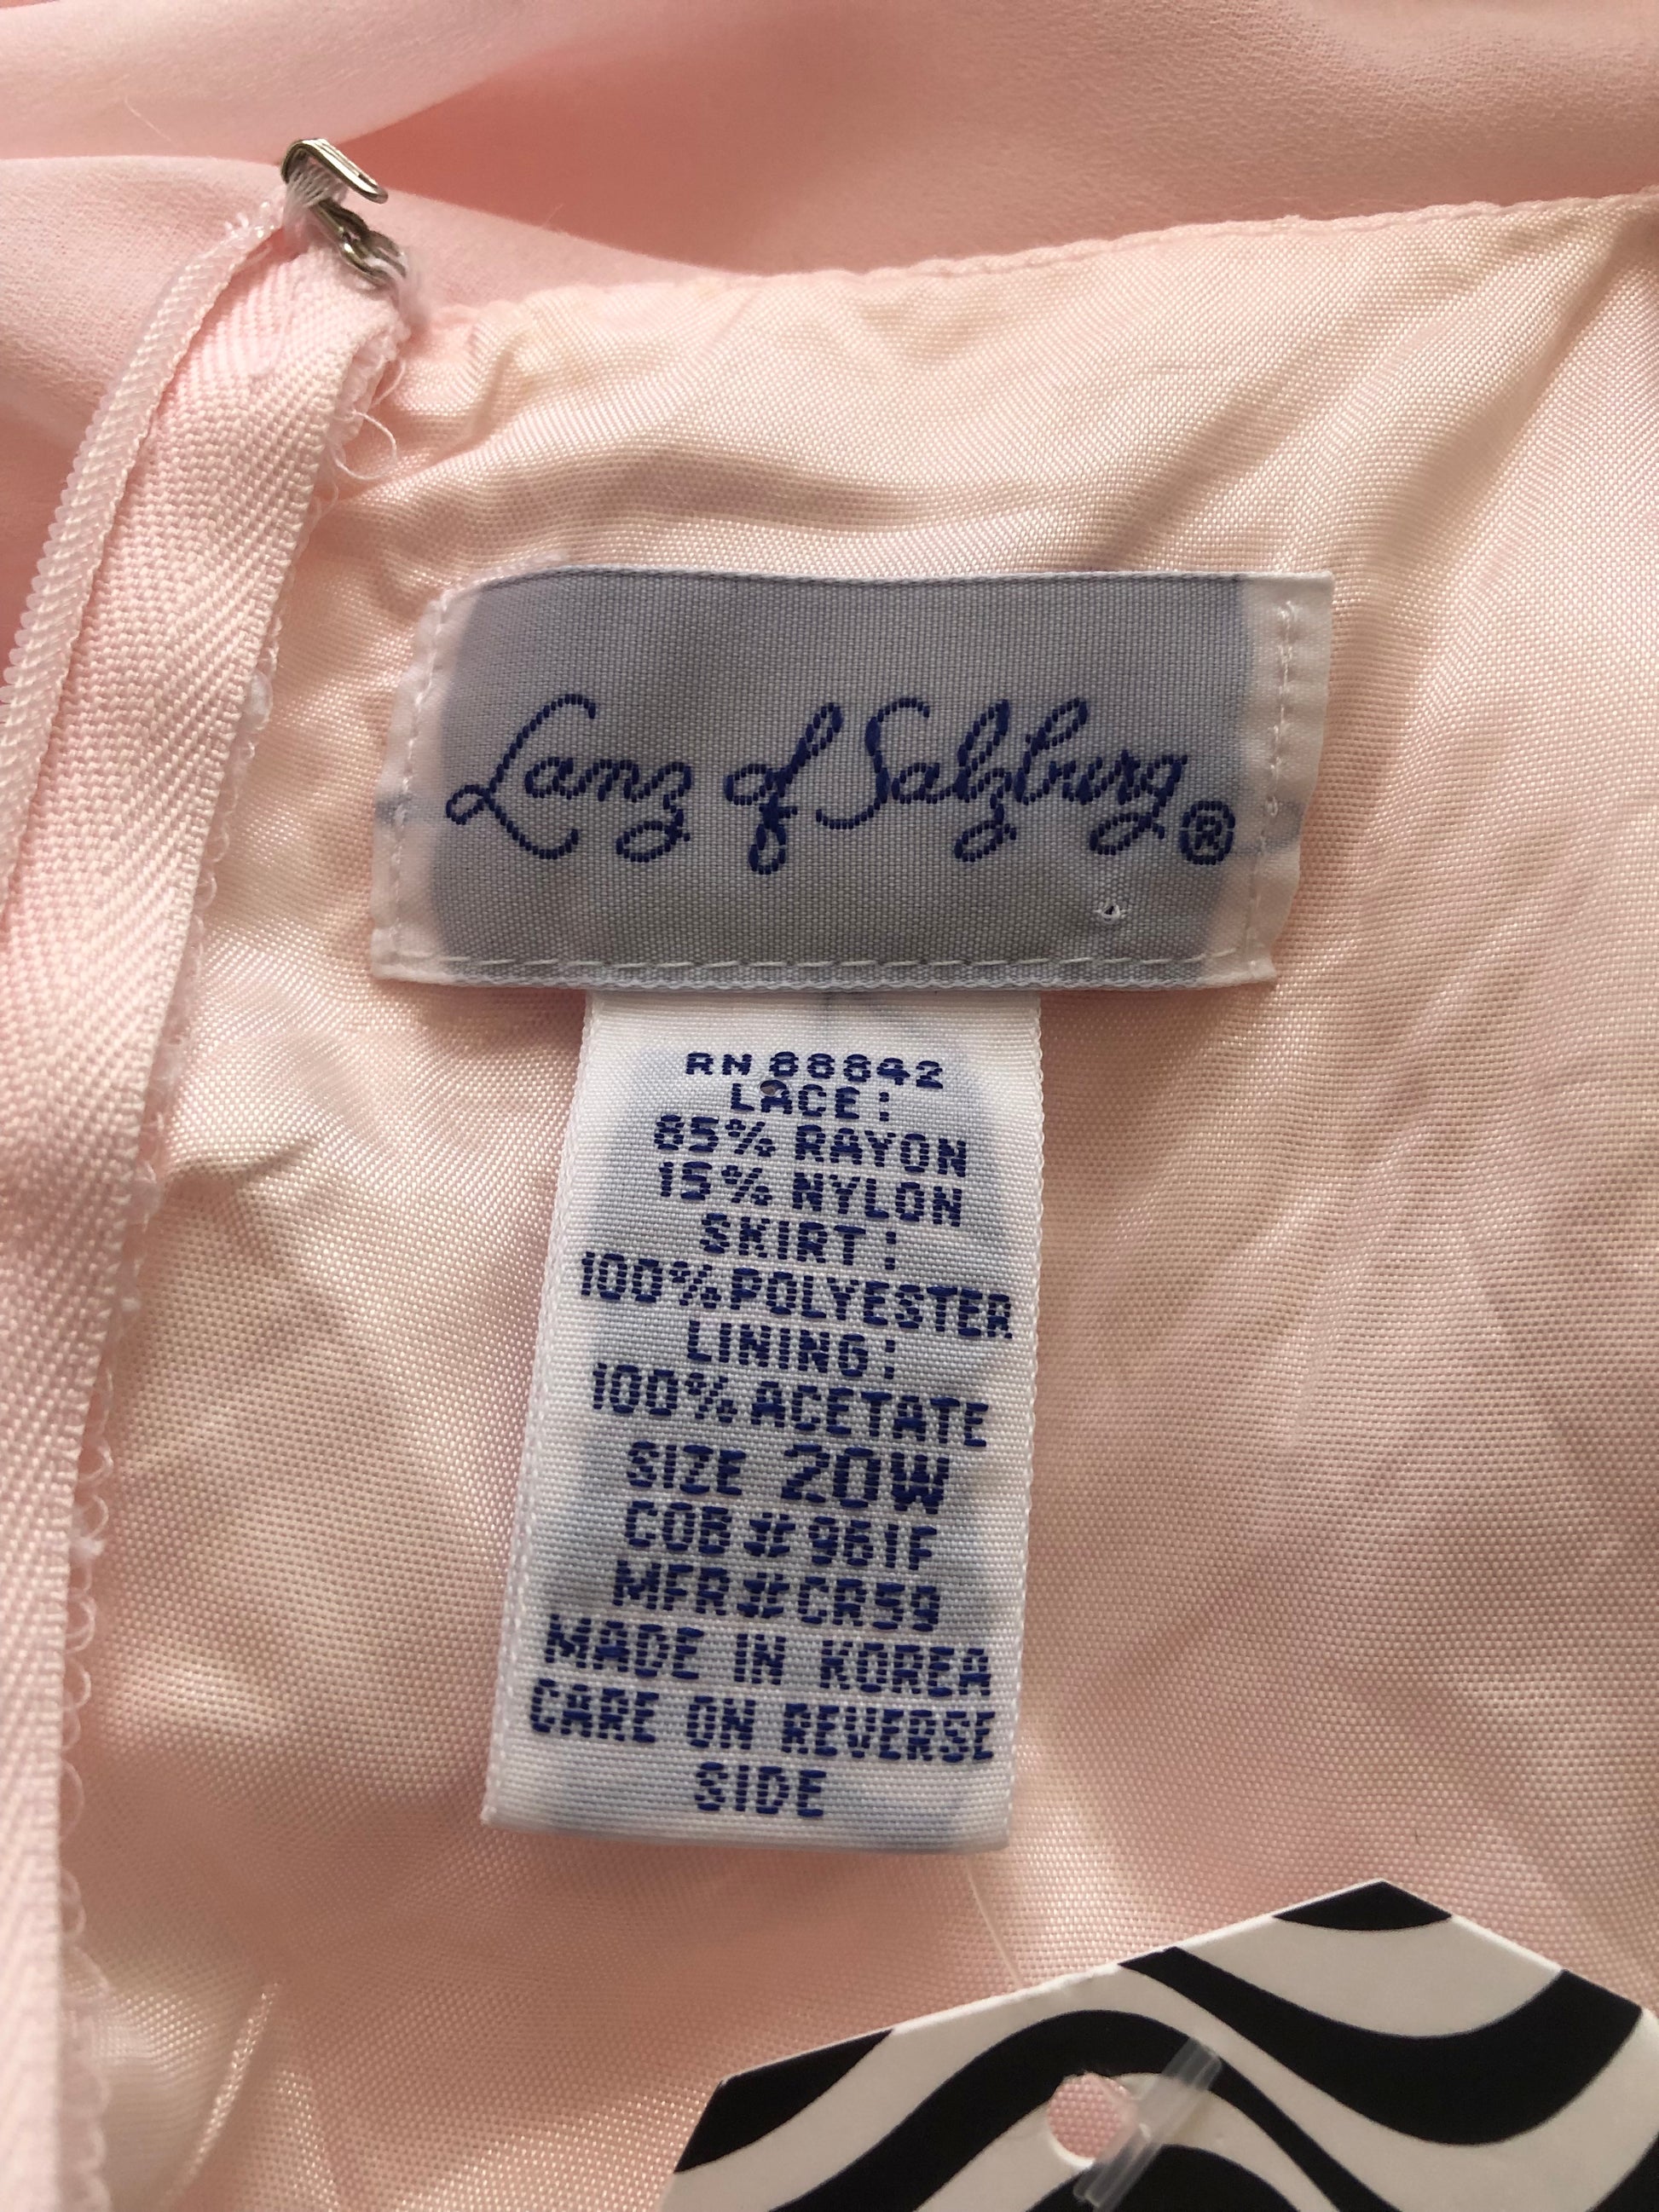 Lanz of Salzburg®
RN 88842
LACE:
85% RAYON
15% NYLON
SKIRT:
100% POLYESTER
LINING:
100% ACETATE
SIZE 20W
COB # 961F
MFR # CR59
MADE IN KOREA
CARE ON REVERSE
SIDE